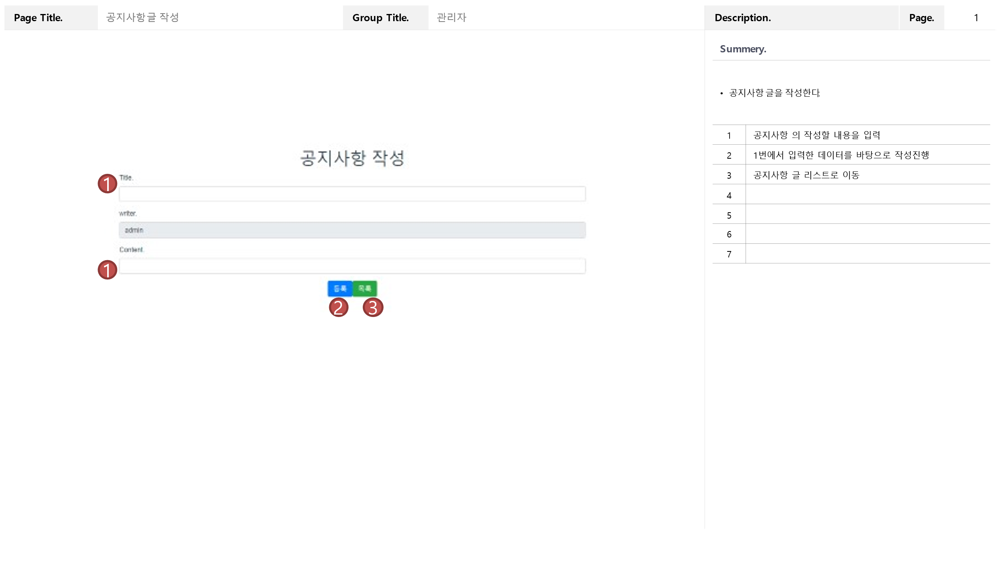 Page Title. 공지사항 글 작성 Group Title. 관리자 Description. Page. 1
Summery.
• 공지사항 글을 작성한다.
1 공지사항 의 작성할 내용을 입력
2 1번에서 입력한 데이터를 바탕으로 작성진행
3 공지사항 글 리스트로 이동
4
5
6
7
공지사항 작성
1 Title.
writer.
admin
Content.
1
등록 목록
2 3